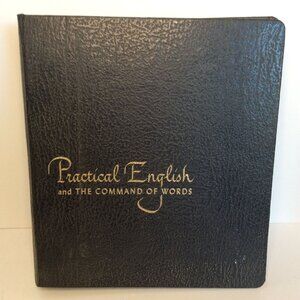 Practical English
and THE COMMAND OF WORDS